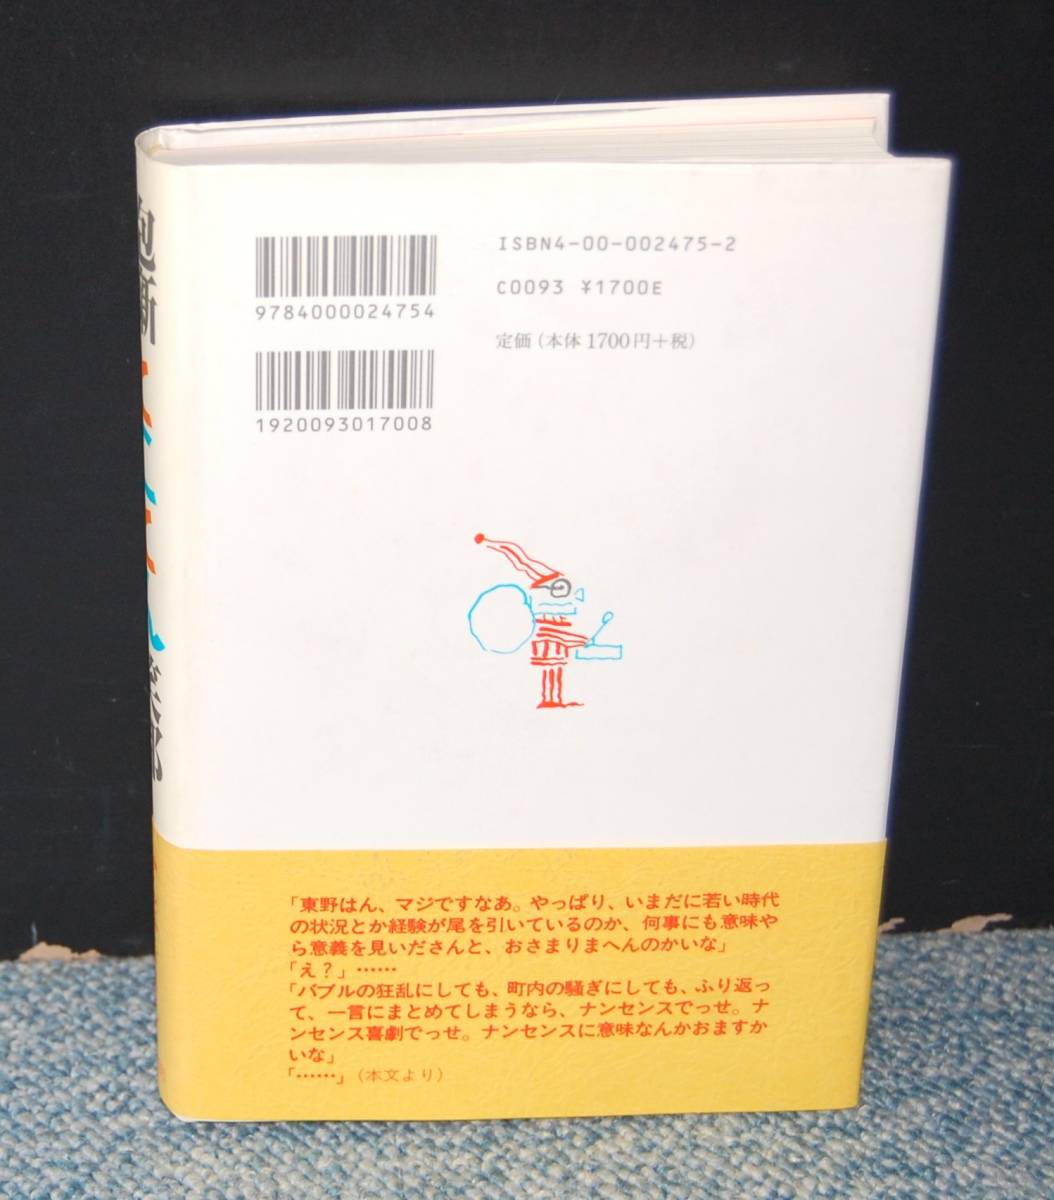 ISBN4-00-002475-2
C0093 ¥1700E
定価(本体1700円+税)
9784000024754
1920093017008
「東野はん、マジですなあ。やっぱり、いまだに若い時代
の状況とか経験が尾を引いているのか、何事にも意味や
ら意義を見いださんと、おさまりまへんのかいな」
「え？」……
「バブルの狂乱にしても、町内の騒ぎにしても、ふり返っ
て、一言にまとめてしまうなら、ナンセンスでっせ。ナ
ンセンス喜劇でっせ。ナンセンスに意味なんかおますか
いな」
「……」(本文より)